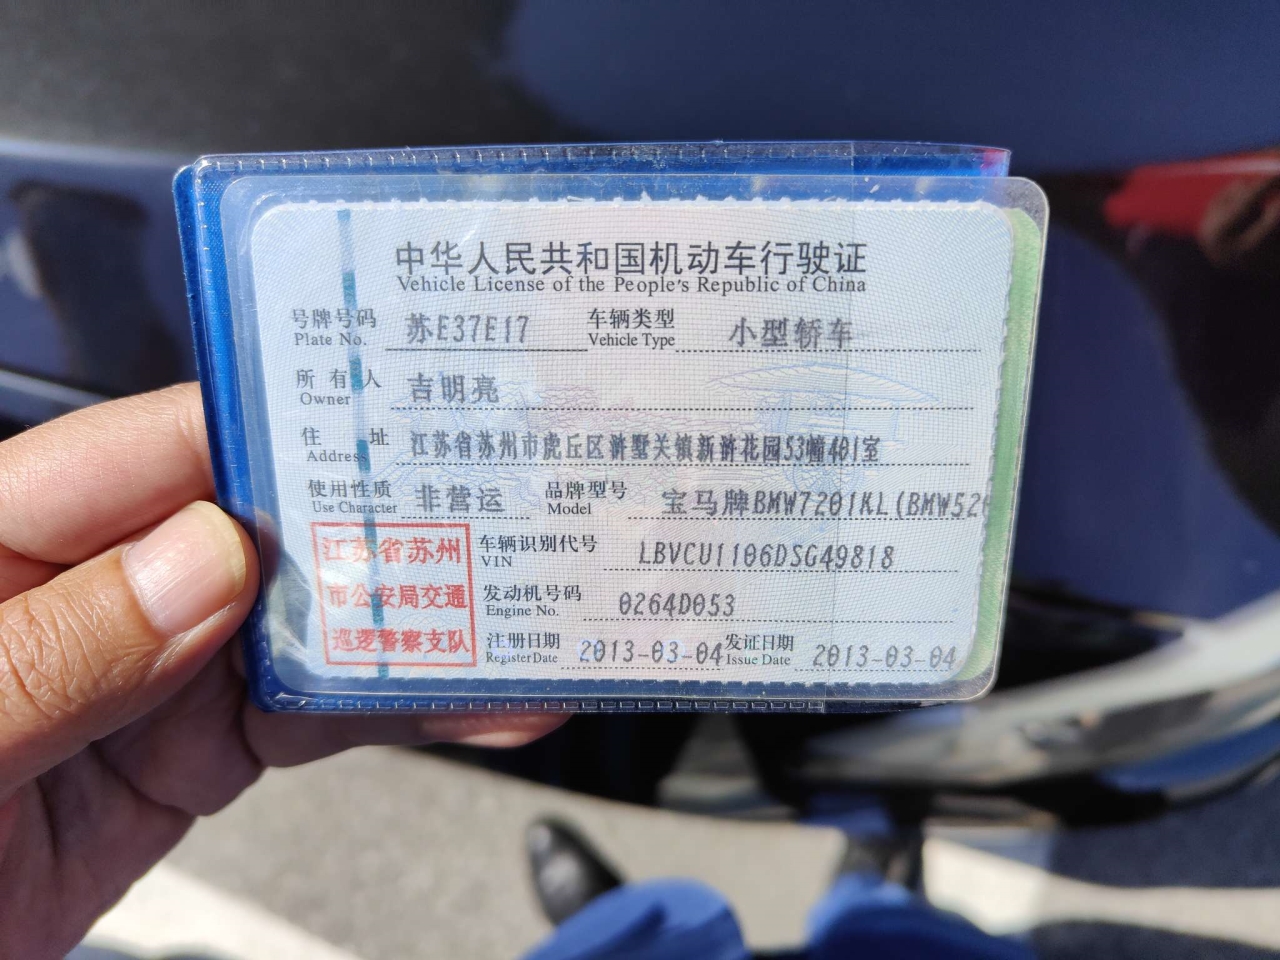 中华人民共和国机动车行驶证
Vehicle License of the People's Republic of China
号牌号码 苏E37E17 车辆类型 小型轿车
Plate No. Vehicle Type
所有人 吉明亮
Owner
住址 江苏省苏州市虎丘区浒墅关镇新浒花园53幢401室
Address
使用性质 非营运 品牌型号 宝马牌BMW7201KL(BMW520
Use Character Model
江苏省苏州
市公安局交通
巡逻警察支队
车辆识别代号 LBVCU1106DSG49818
VIN
发动机号码 0264D053
Engine No.
注册日期 2013-03-04 发证日期 2013-03-04
Register Date Issue Date